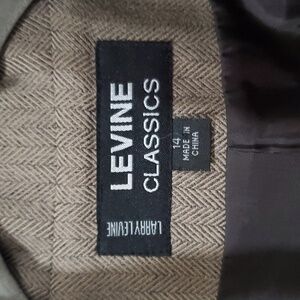 LEVINE
CLASSICS
LARRY LEVINE
14
MADE IN
CHINA